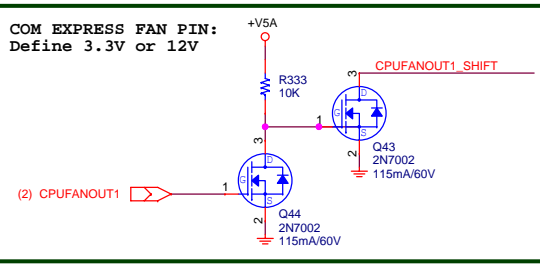 COM EXPRESS FAN PIN:
Define 3.3V or 12V
+V5A
R333
10K
CPUFANOUT1_SHIFT
3
D
1
G
S
2
Q43
2N7002
115mA/60V
3
D
(2) CPUFANOUT1
1
G
S
2
Q44
2N7002
115mA/60V